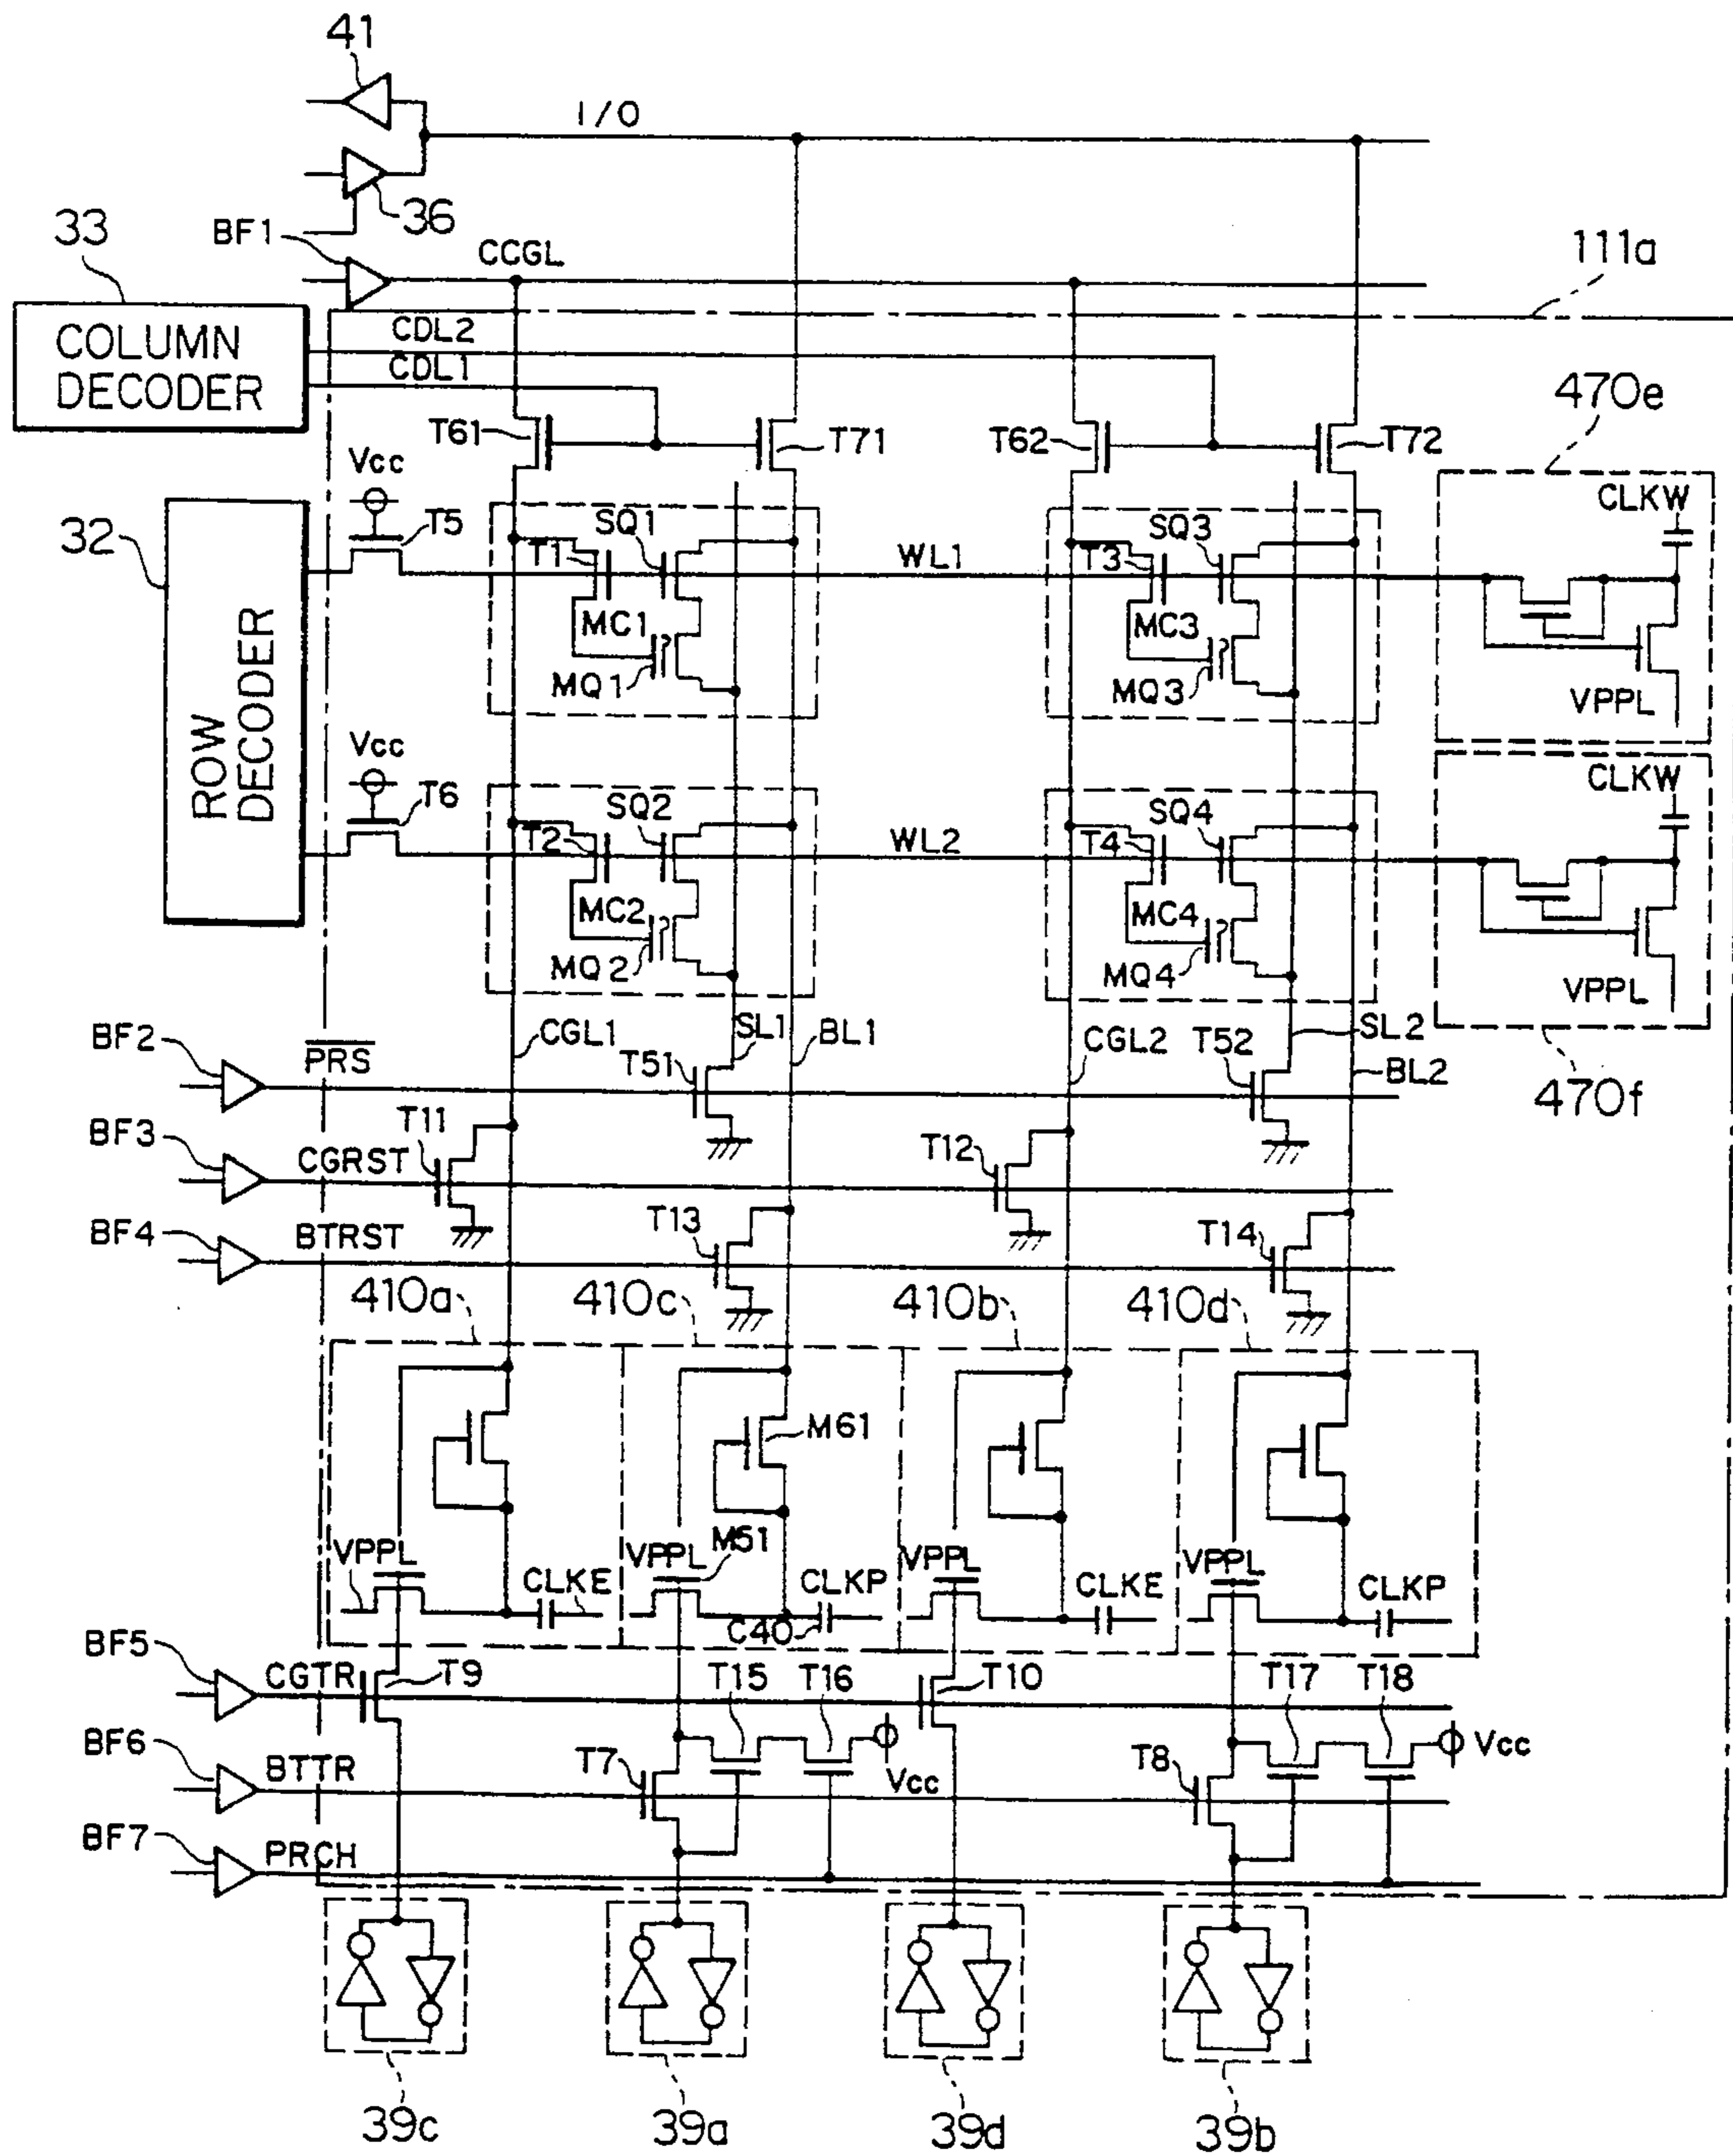 41
I/O
36
33
BF1
CCGL
111a
COLUMN
DECODER
CDL2
CDL1
470e
T61
T71
T62
T72
Vcc
CLKW
32
T5
SQ1
SQ3
T1
WL1
T3
MC1
MC3
MQ1
MQ3
VPPL
ROW
DECODER
Vcc
CLKW
T6
SQ2
SQ4
T2
WL2
T4
MC2
MC4
MQ2
MQ4
VPPL
BF2
PRS
CGL1
SL1
BL1
T51
CGL2
T52
SL2
BL2
470f
BF3
CGRST
T11
T12
BF4
BTRST
T13
T14
410a
410c
410b
410d
M61
VPPL
CLKE
VPPL
M51
CLKP
VPPL
CLKE
VPPL
CLKP
C40
BF5
CGTR
T9
T15
T16
T10
T17
T18
BF6
BTTR
T7
Vcc
T8
Vcc
BF7
PRCH
39c
39a
39d
39b